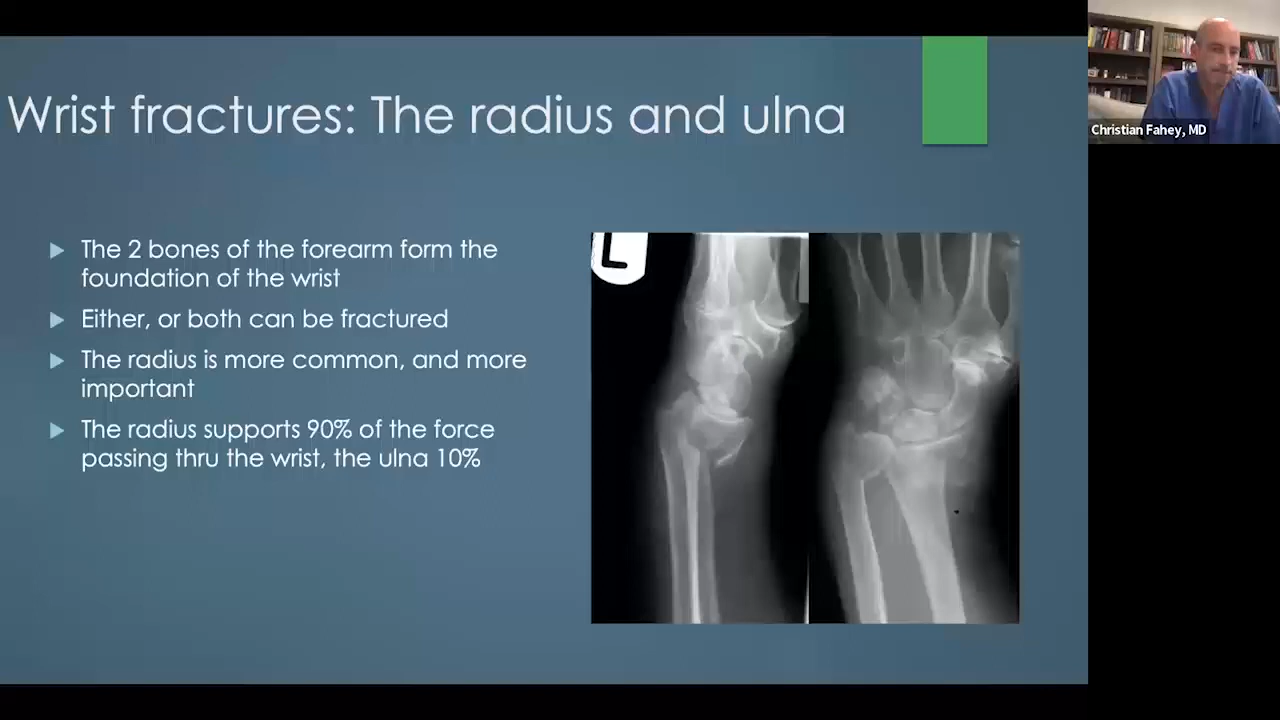 Wrist fractures: The radius and ulna
The 2 bones of the forearm form the
foundation of the wrist
Either, or both can be fractured
The radius is more common, and more
important
The radius supports 90% of the force
passing thru the wrist, the ulna 10%
L
Christian Fahey, MD